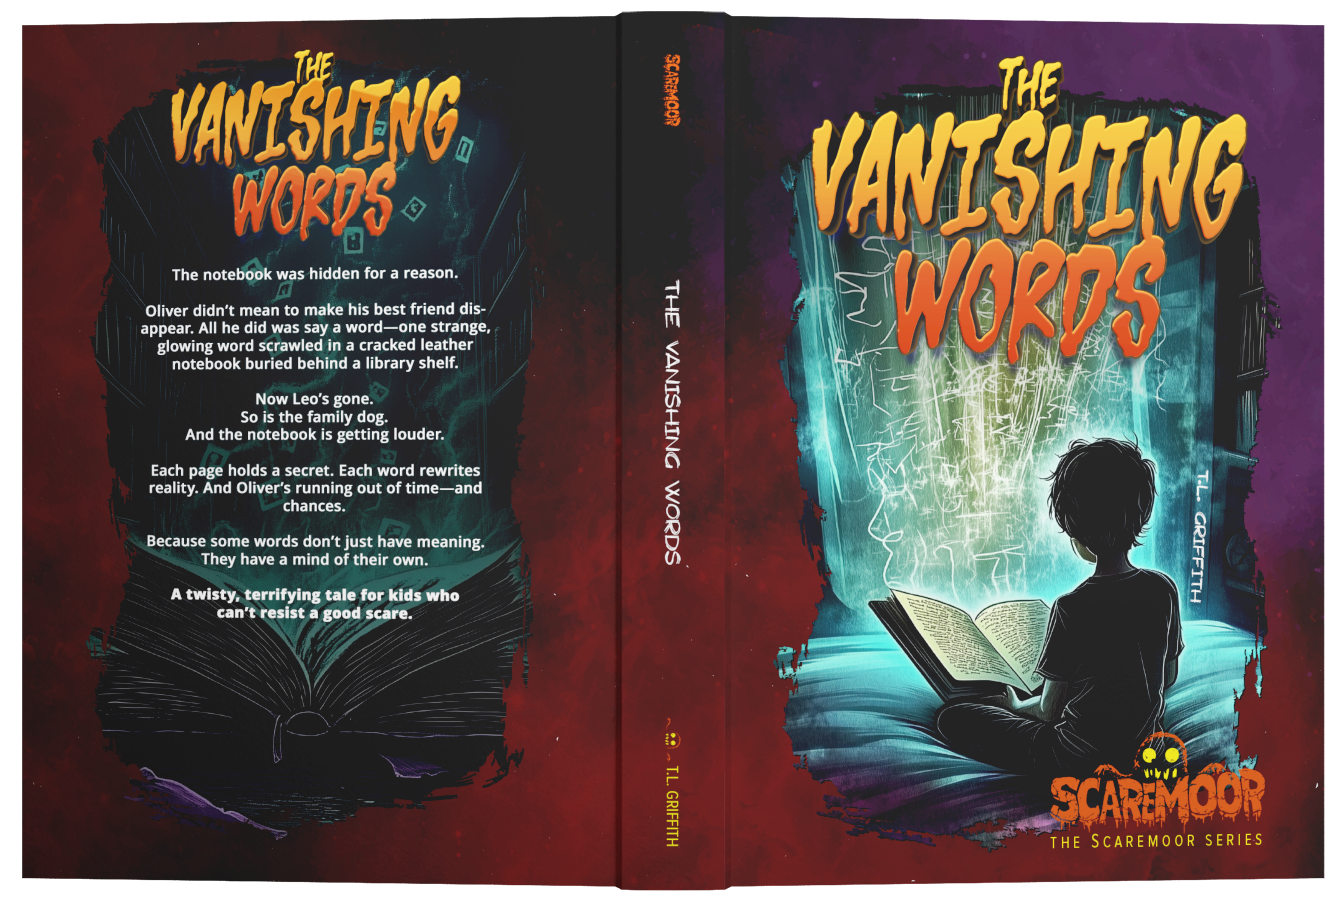 THE
VANISHING
WORDS
The notebook was hidden for a reason.
Oliver didn't mean to make his best friend dis-
appear. All he did was say a word—one strange,
glowing word scrawled in a cracked leather
notebook buried behind a library shelf.
Now Leo's gone.
So is the family dog.
And the notebook is getting louder.
Each page holds a secret. Each word rewrites
reality. And Oliver's running out of time—and
chances.
Because some words don't just have meaning.
They have a mind of their own.
A twisty, terrifying tale for kids who
can't resist a good scare.
SCAREMOOR
THE VANISHING WORDS
T.L. GRIFFITH
THE
VANISHING
WORDS
T.L. GRIFFITH
SCAREMOOR
THE SCAREMOOR SERIES